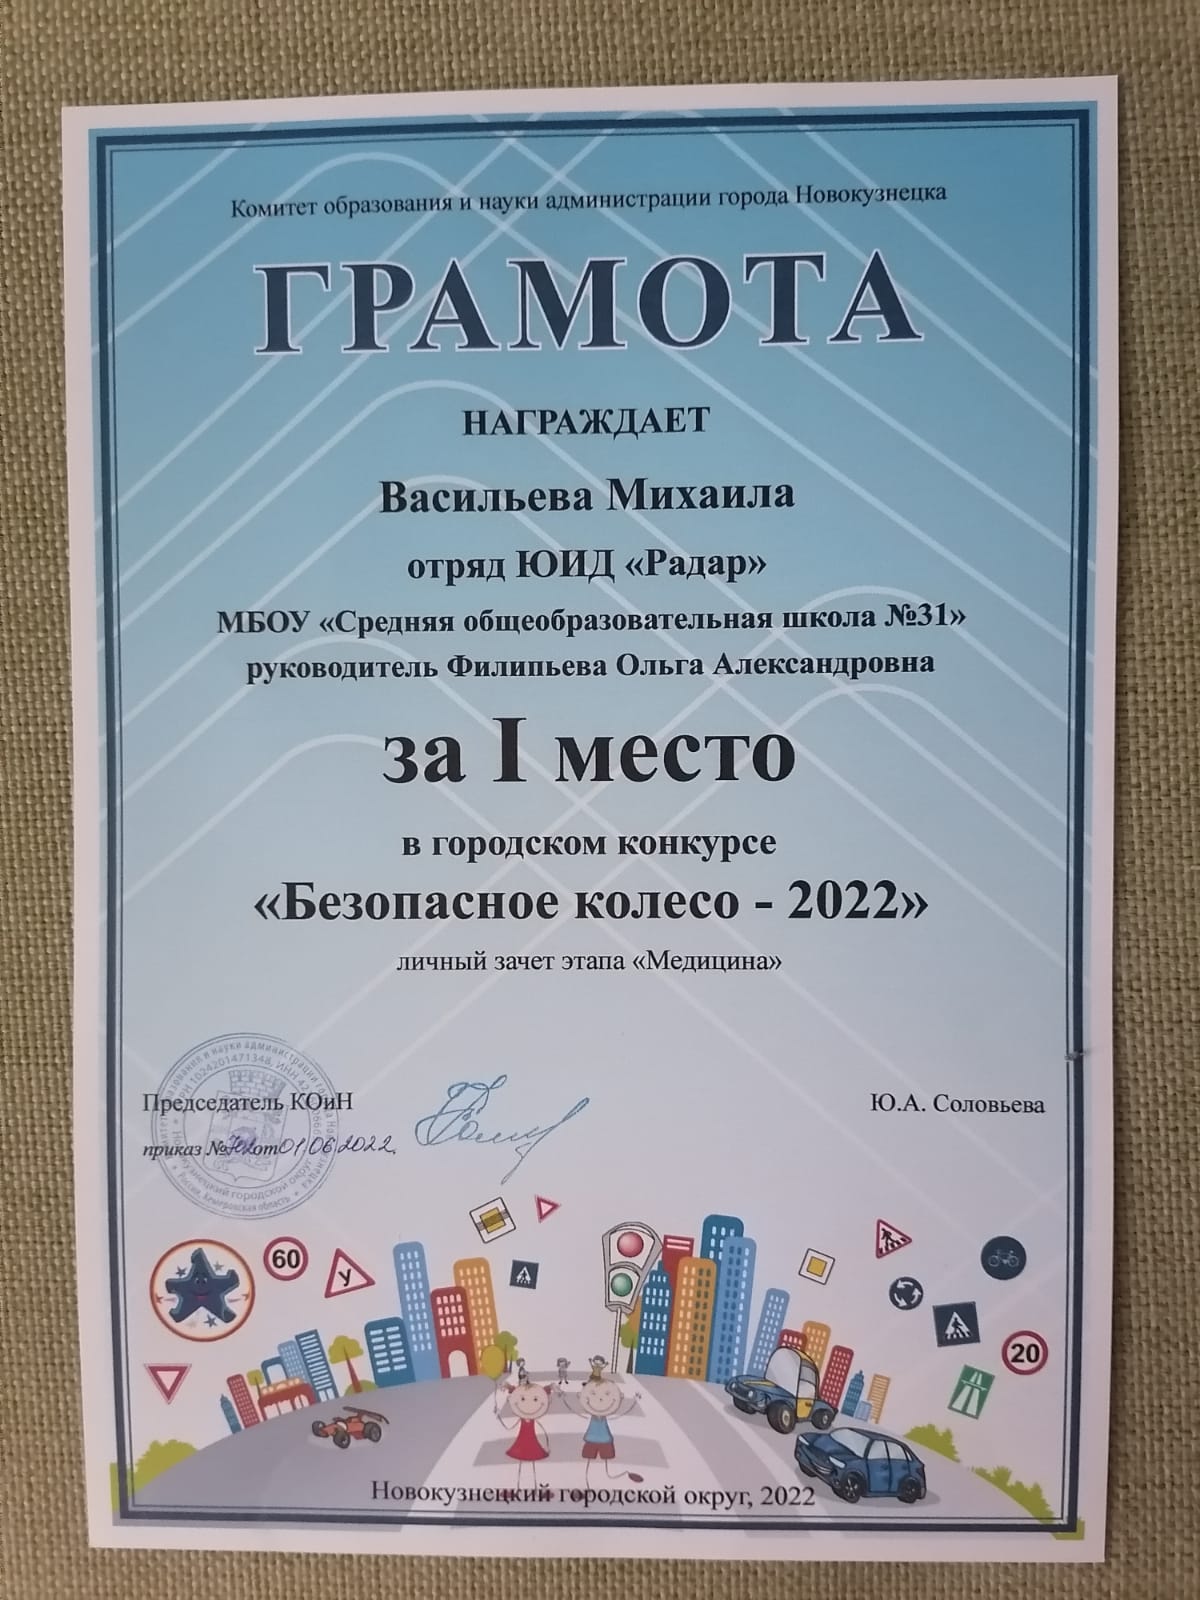 Комитет образования и науки администрации города Новокузнецка
ГРАМОТА
НАГРАЖДАЕТ
Васильева Михаила
отряд ЮИД «Радар»
МБОУ «Средняя общеобразовательная школа №31»
руководитель Филипьева Ольга Александровна
за I место
в городском конкурсе
«Безопасное колесо - 2022»
личный зачет этапа «Медицина»
Председатель КОиН
Ю.А. Соловьева
приказ №702от01.06.2022.
60
У
20
Новокузнецкий городской округ, 2022